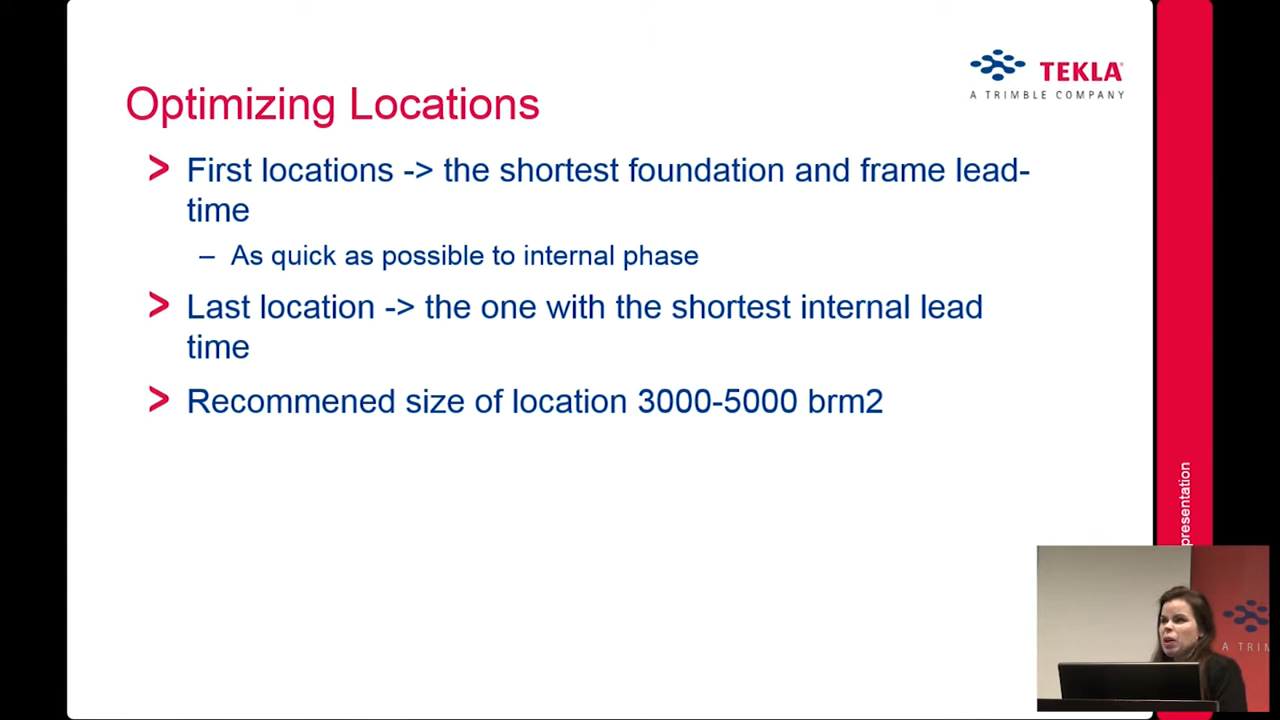 TEKLA
A TRIMBLE COMPANY
Optimizing Locations
> First locations -> the shortest foundation and frame lead-
time
– As quick as possible to internal phase
> Last location -> the one with the shortest internal lead
time
> Recommened size of location 3000-5000 brm2
presentation
A TRIM